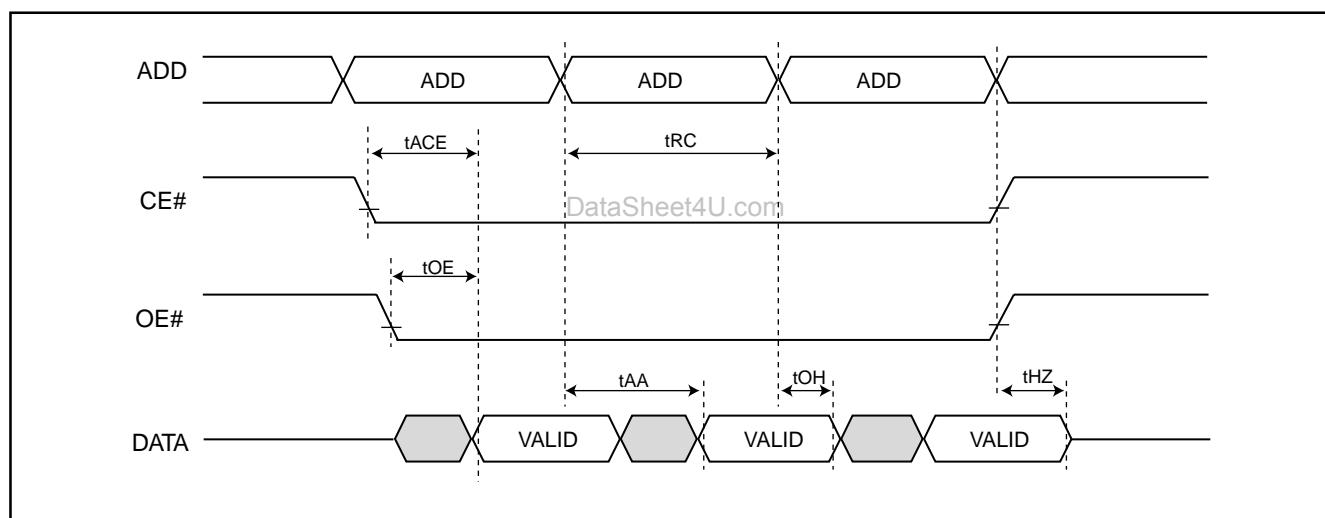 ADD ADD ADD ADD
tACE tRC
CE# DataSheet4U.com
tOE
OE#
tAA tOH tHZ
DATA VALID VALID VALID